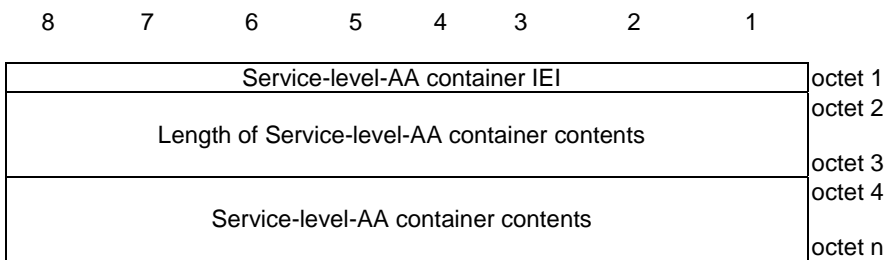 8 7 6 5 4 3 2 1
Service-level-AA container IEI octet 1
octet 2
Length of Service-level-AA container contents
octet 3
octet 4
Service-level-AA container contents
octet n